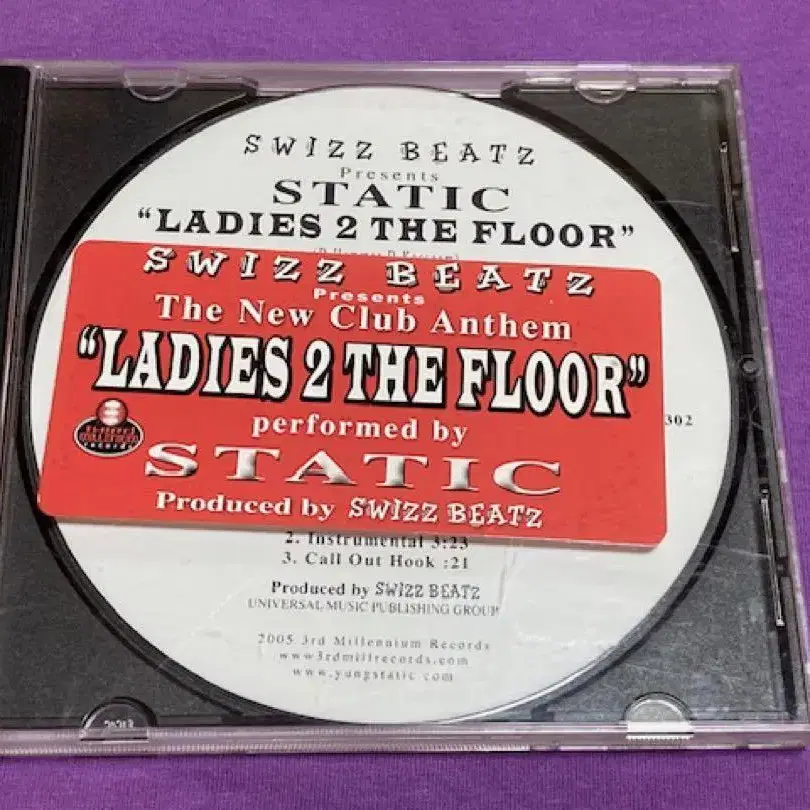 SWIZZ BEATZ
Presents
STATIC
"LADIES 2 THE FLOOR"
SWIZZ BEATZ
Presents
The New Club Anthem
"LADIES 2 THE FLOOR"
302
performed by
STATIC
Produced by SWIZZ BEATZ
2. Instrumental 3:23
3. Call Out Hook :21
Produced by SWIZZ BEATZ
UNIVERSAL MUSIC PUBLISHING GROUP
2005 3rd Millennium Records
www.3rdmillrecords.com
www.yungstatic.com